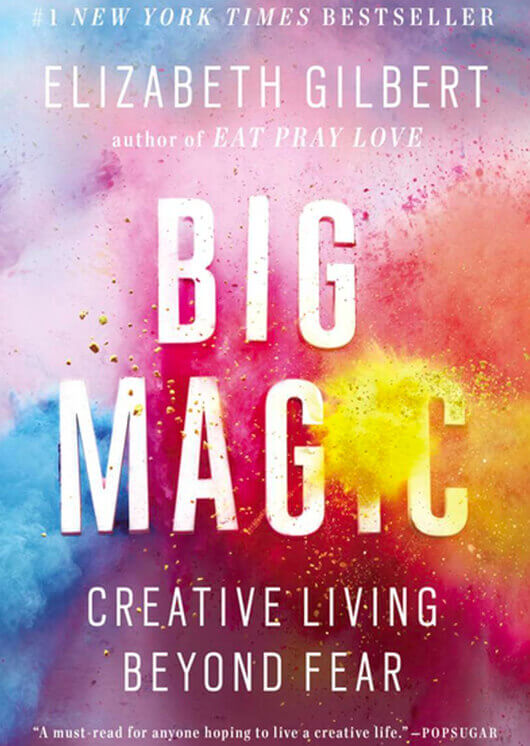 #1 NEW YORK TIMES BESTSELLER
ELIZABETH GILBERT
author of EAT PRAY LOVE
BIG
MAGIC
CREATIVE LIVING
BEYOND FEAR
“A must-read for anyone hoping to live a creative life.”—POPSUGAR